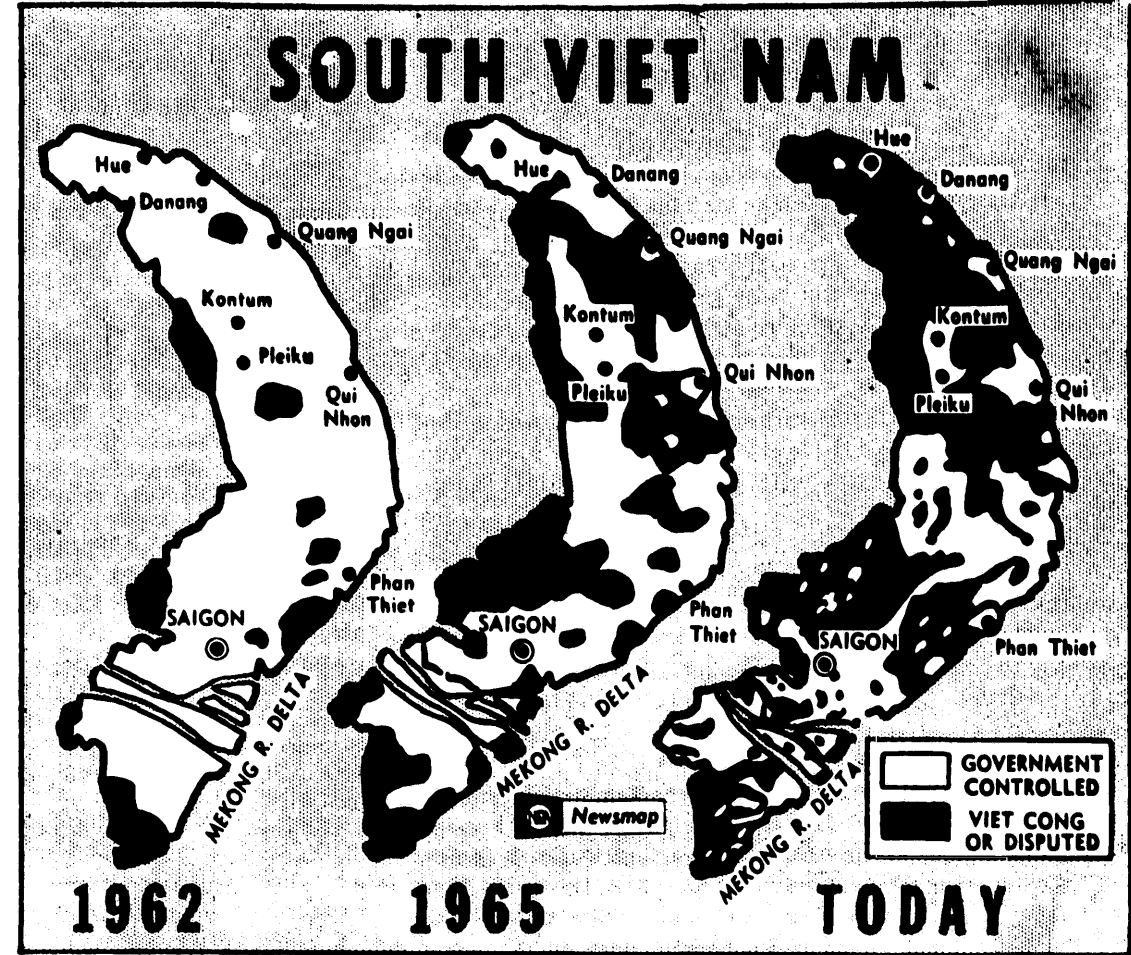 SOUTH VIET NAM
Hue
Danang
Quang Ngai
Kontum
Pleiku
Qui
Nhon
Phan
Thiet
SAIGON
MEKONG R. DELTA
1962
Hue
Danang
Quang Ngai
Kontum
Pleiku
Qui Nhon
Phan
Thiet
SAIGON
MEKONG R. DELTA
Newsmap
1965
Hue
Danang
Quang Ngai
Kontum
Pleiku
Qui
Nhon
SAIGON
Phan Thiet
MEKONG R. DELTA
TODAY
GOVERNMENT
CONTROLLED
VIET CONG
OR DISPUTED